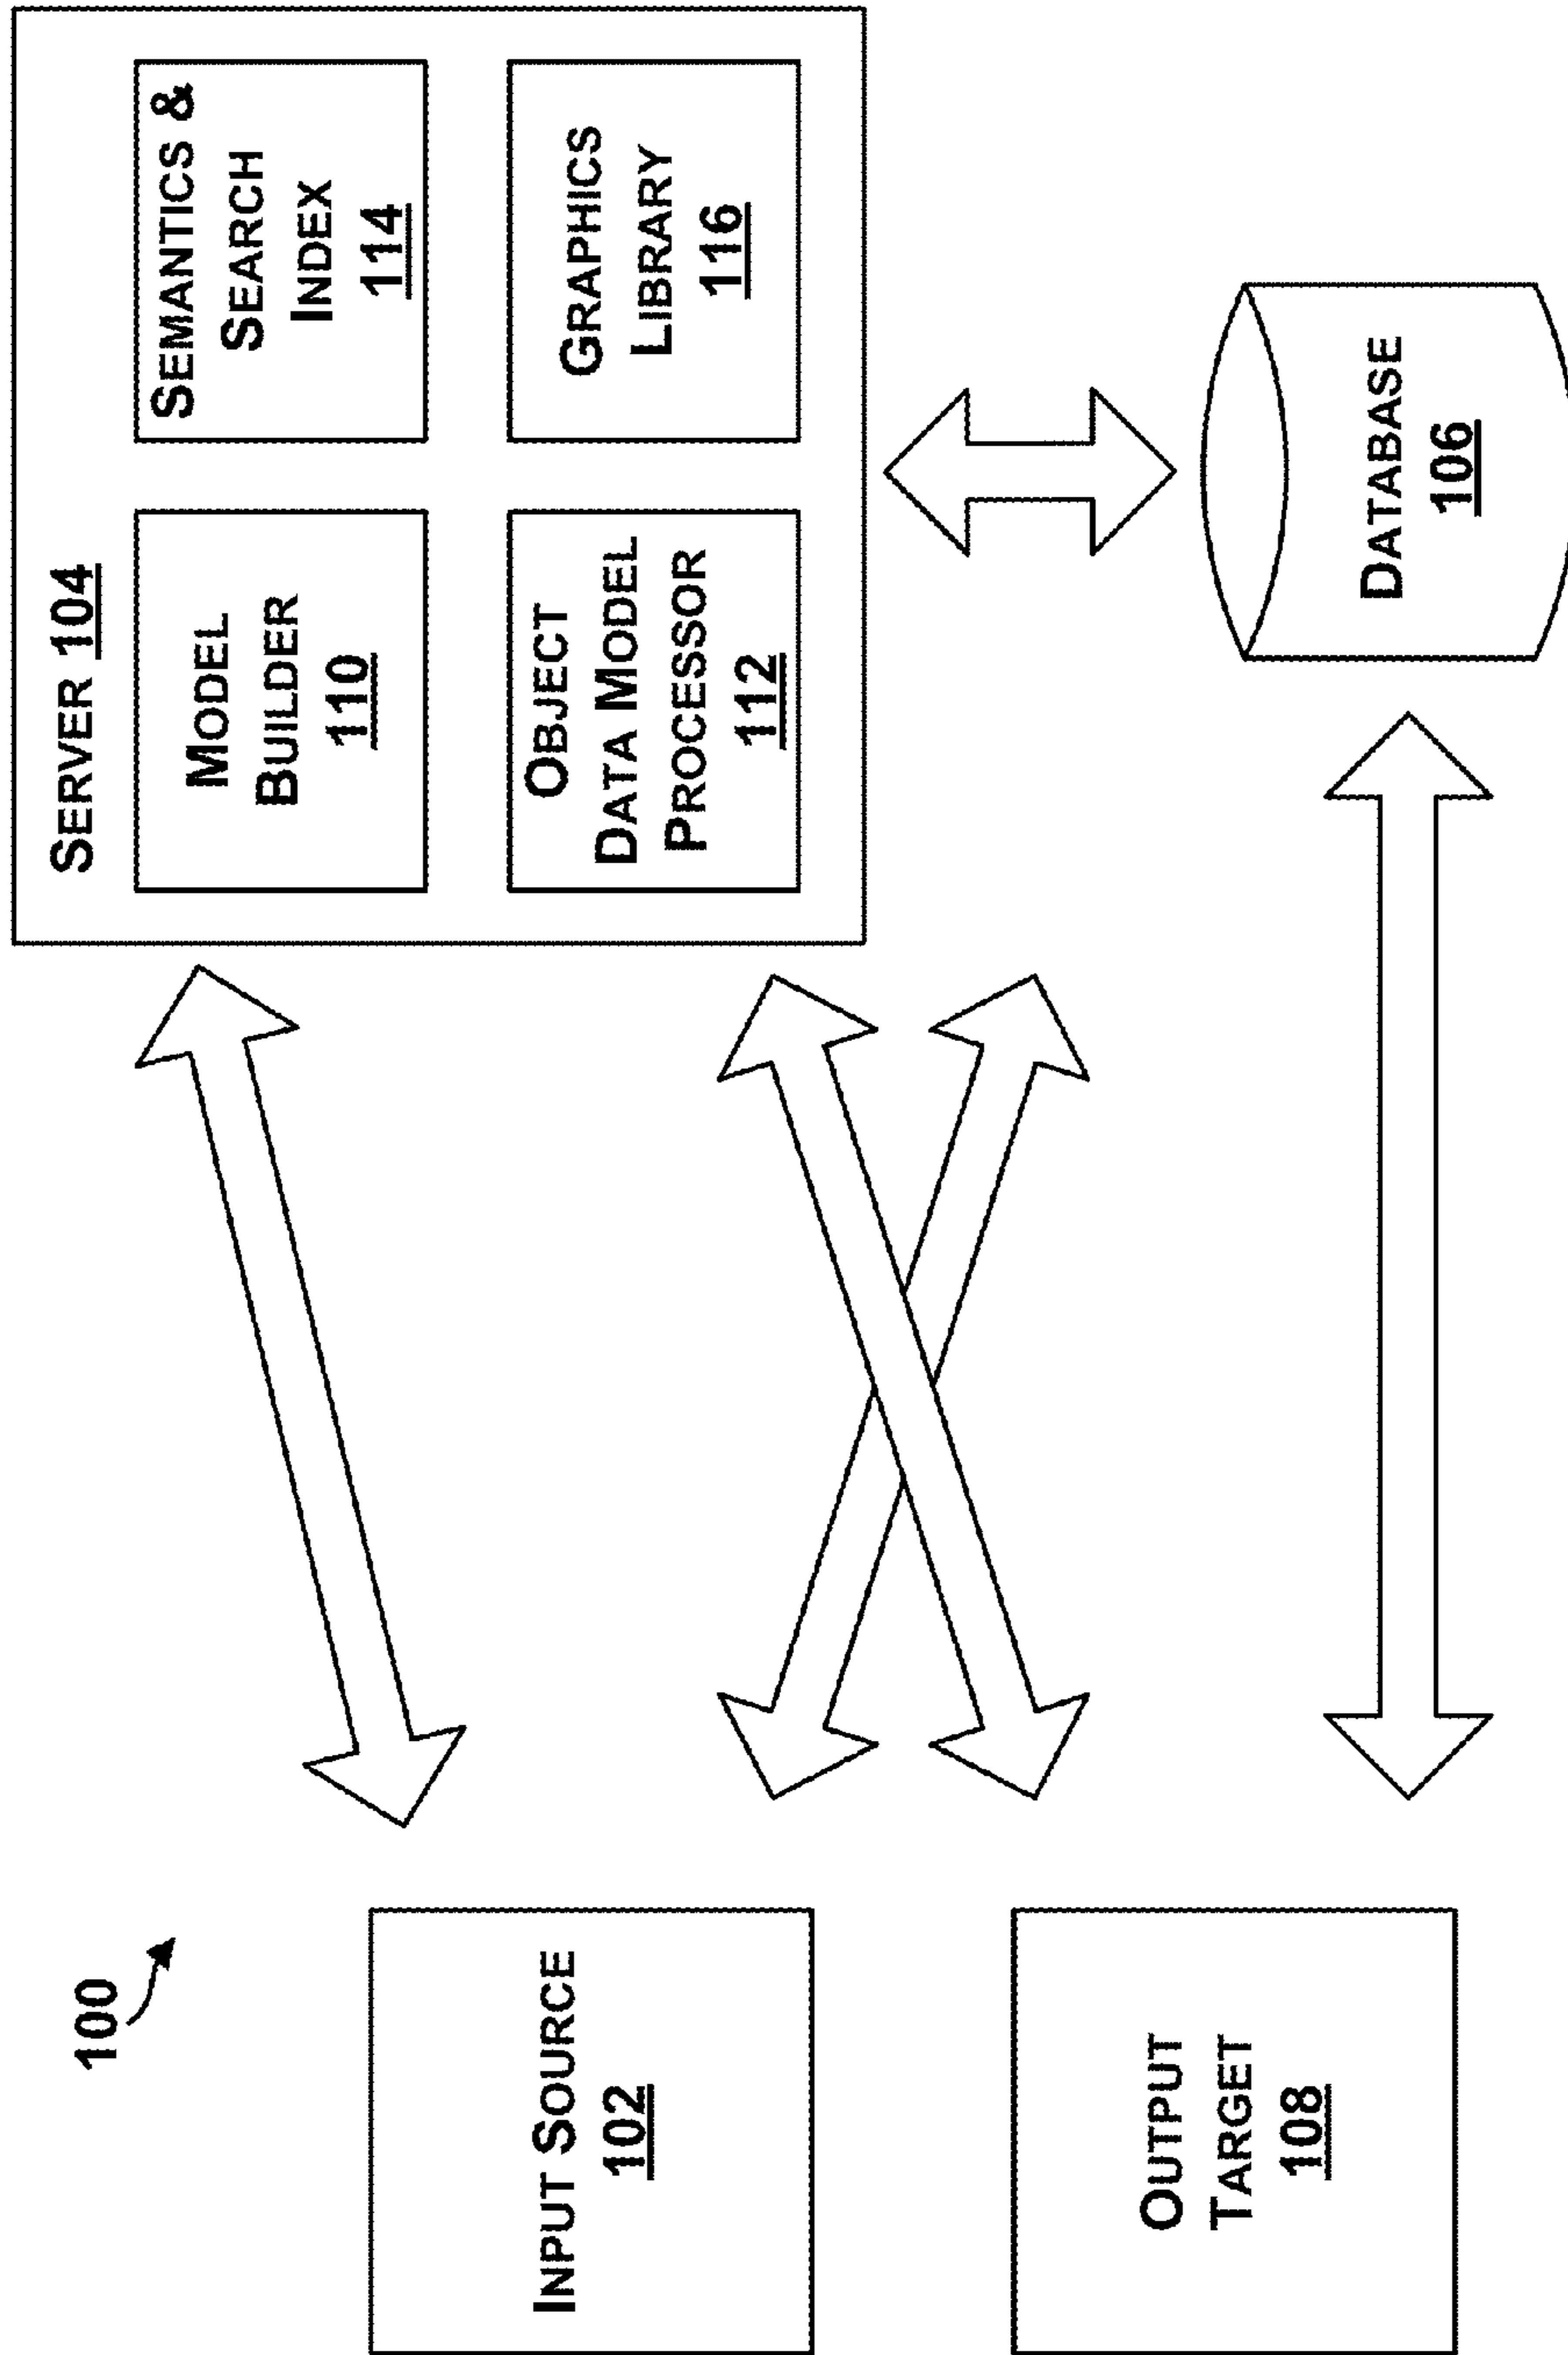 100
INPUT SOURCE
102
OUTPUT
TARGET
108
SERVER 104
MODEL
BUILDER
110
SEMANTICS &
SEARCH
INDEX
114
OBJECT
DATA MODEL
PROCESSOR
112
GRAPHICS
LIBRARY
116
DATABASE
106